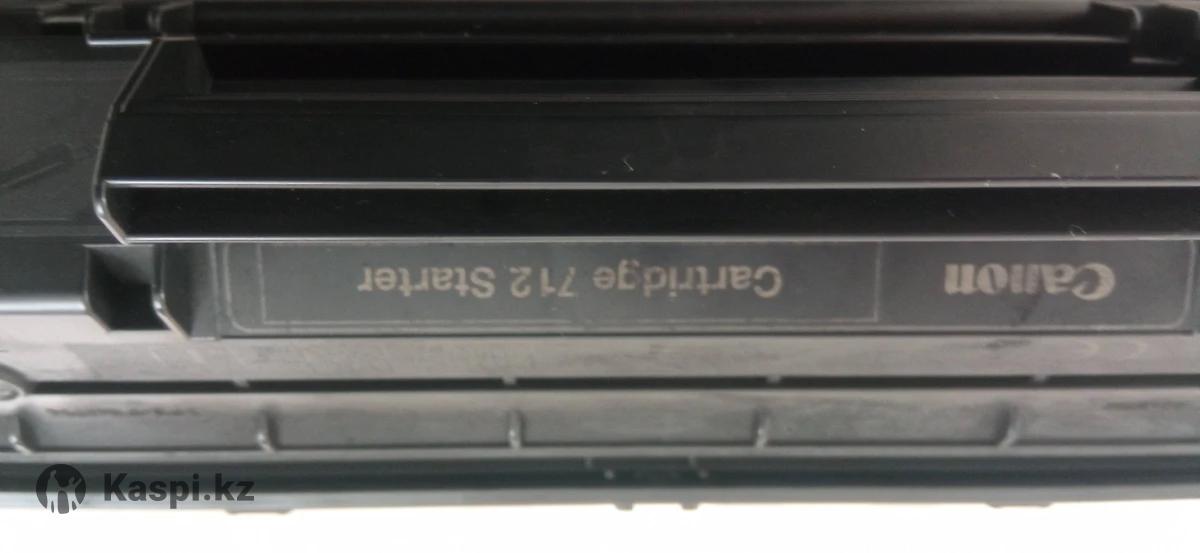 Canon
Cartridge 712 Starter
Kaspi.kz